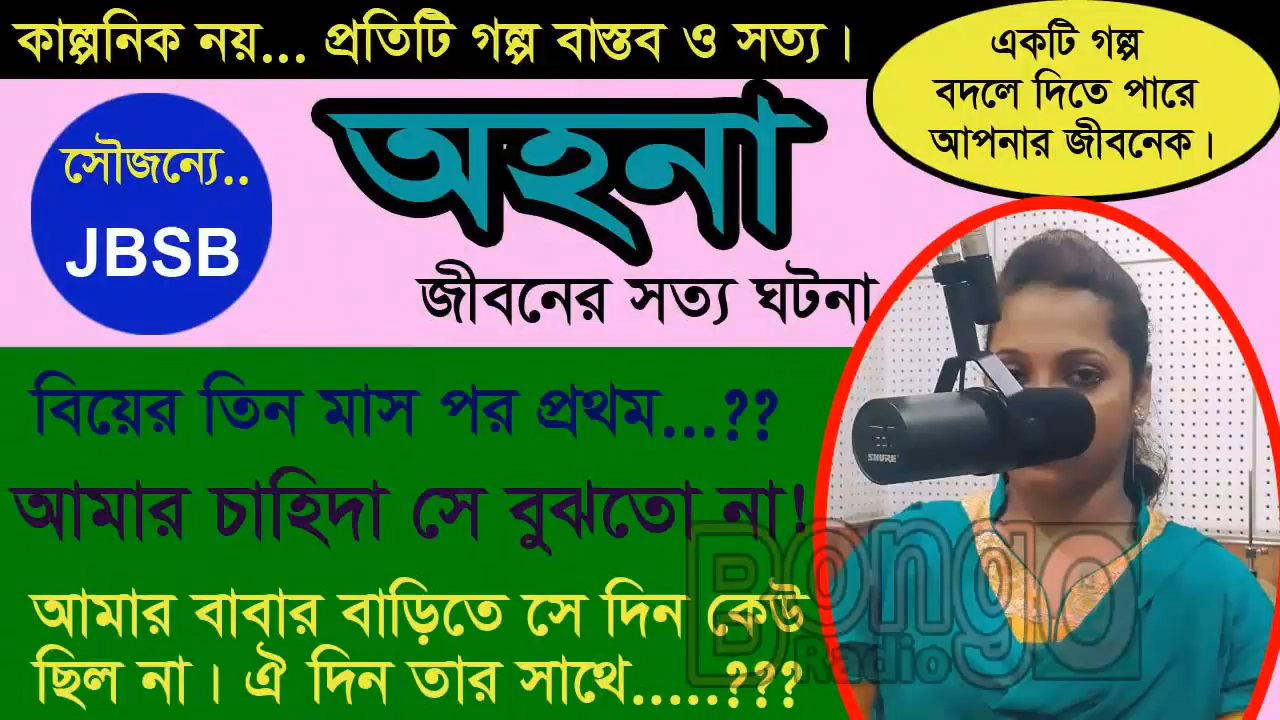 কাল্পনিক নয়... প্রতিটি গল্প বাস্তব ও সত্য।
একটি গল্প
বদলে দিতে পারে
আপনার জীবনেক।
সৌজন্যে..
JBSB
অহনা
জীবনের সত্য ঘটনা
বিয়ের তিন মাস পর প্রথম...??
আমার চাহিদা সে বুঝতো না!
আমার বাবার বাড়িতে সে দিন কেউ
ছিল না। ঐ দিন তার সাথে.....???
SHURE
Bongo
Radio